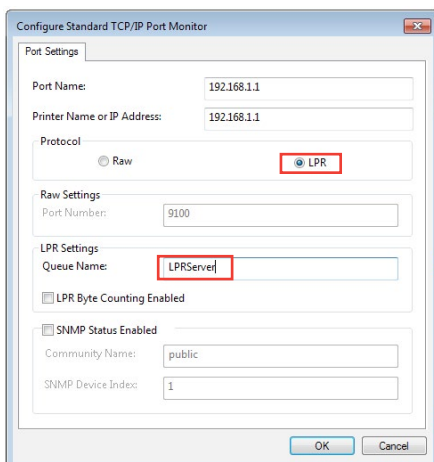 Configure Standard TCP/IP Port Monitor
Port Settings
Port Name: 192.168.1.1
Printer Name or IP Address: 192.168.1.1
Protocol
Raw LPR
Raw Settings
Port Number: 9100
LPR Settings
Queue Name: LPRServer
LPR Byte Counting Enabled
SNMP Status Enabled
Community Name: public
SNMP Device Index: 1
OK Cancel